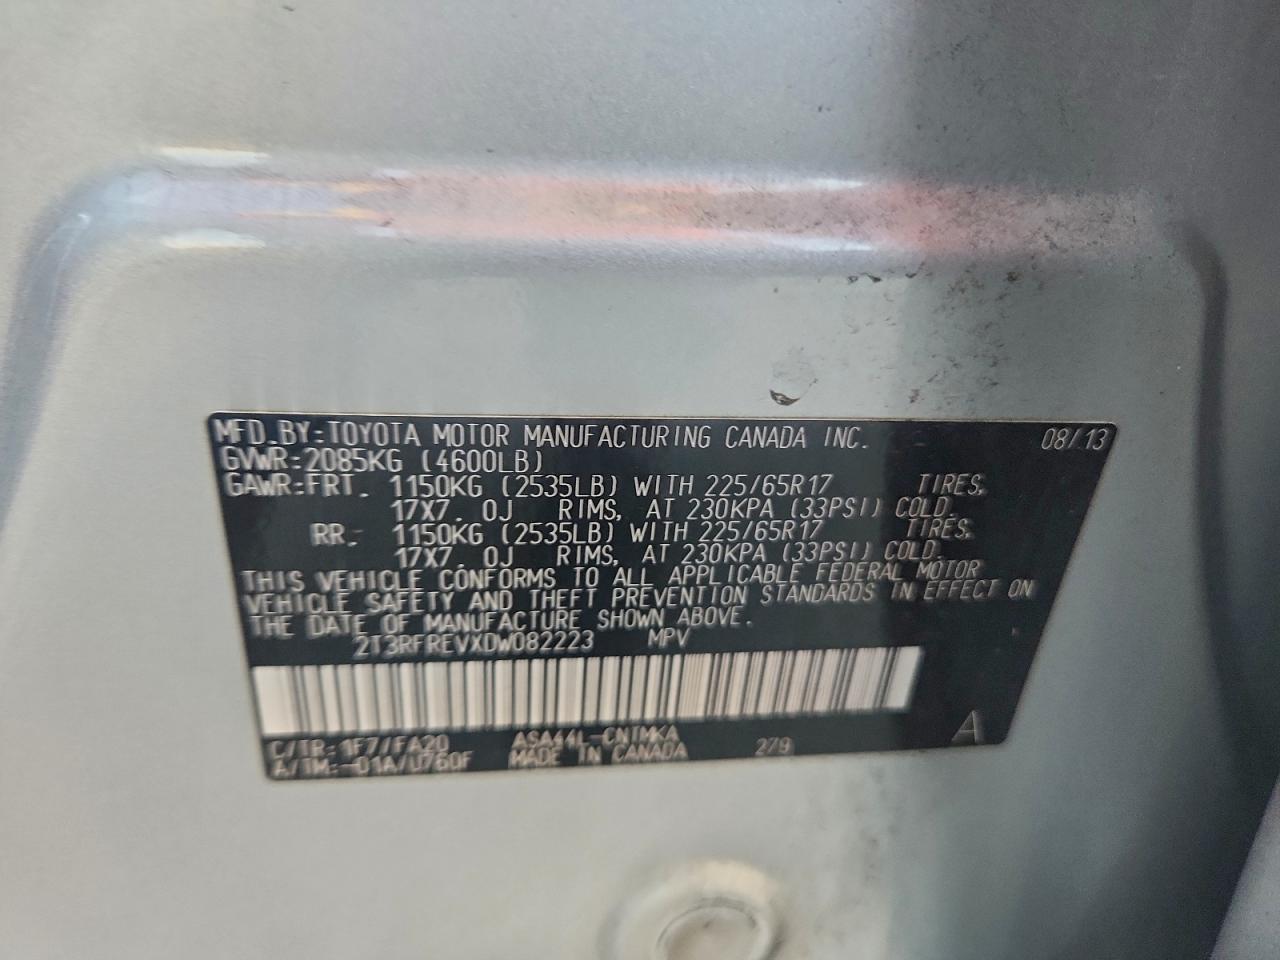 MFD.BY:TOYOTA MOTOR MANUFACTURING CANADA INC. 08/13
GVWR:2085KG (4600LB)
GAWR:FRT. 1150KG (2535LB) WITH 225/65R17 TIRES,
17X7.0J RIMS, AT 230KPA (33PSI) COLD.
RR. 1150KG (2535LB) WITH 225/65R17 TIRES,
17X7.0J RIMS, AT 230KPA (33PSI) COLD.
THIS VEHICLE CONFORMS TO ALL APPLICABLE FEDERAL MOTOR
VEHICLE SAFETY AND THEFT PREVENTION STANDARDS IN EFFECT ON
THE DATE OF MANUFACTURE SHOWN ABOVE.
2T3RFREVXDW082223 MPV
C/TR:1F7/FA20 ASA44L-CNTMKA 279 A
A/TM:-01A/U760F MADE IN CANADA